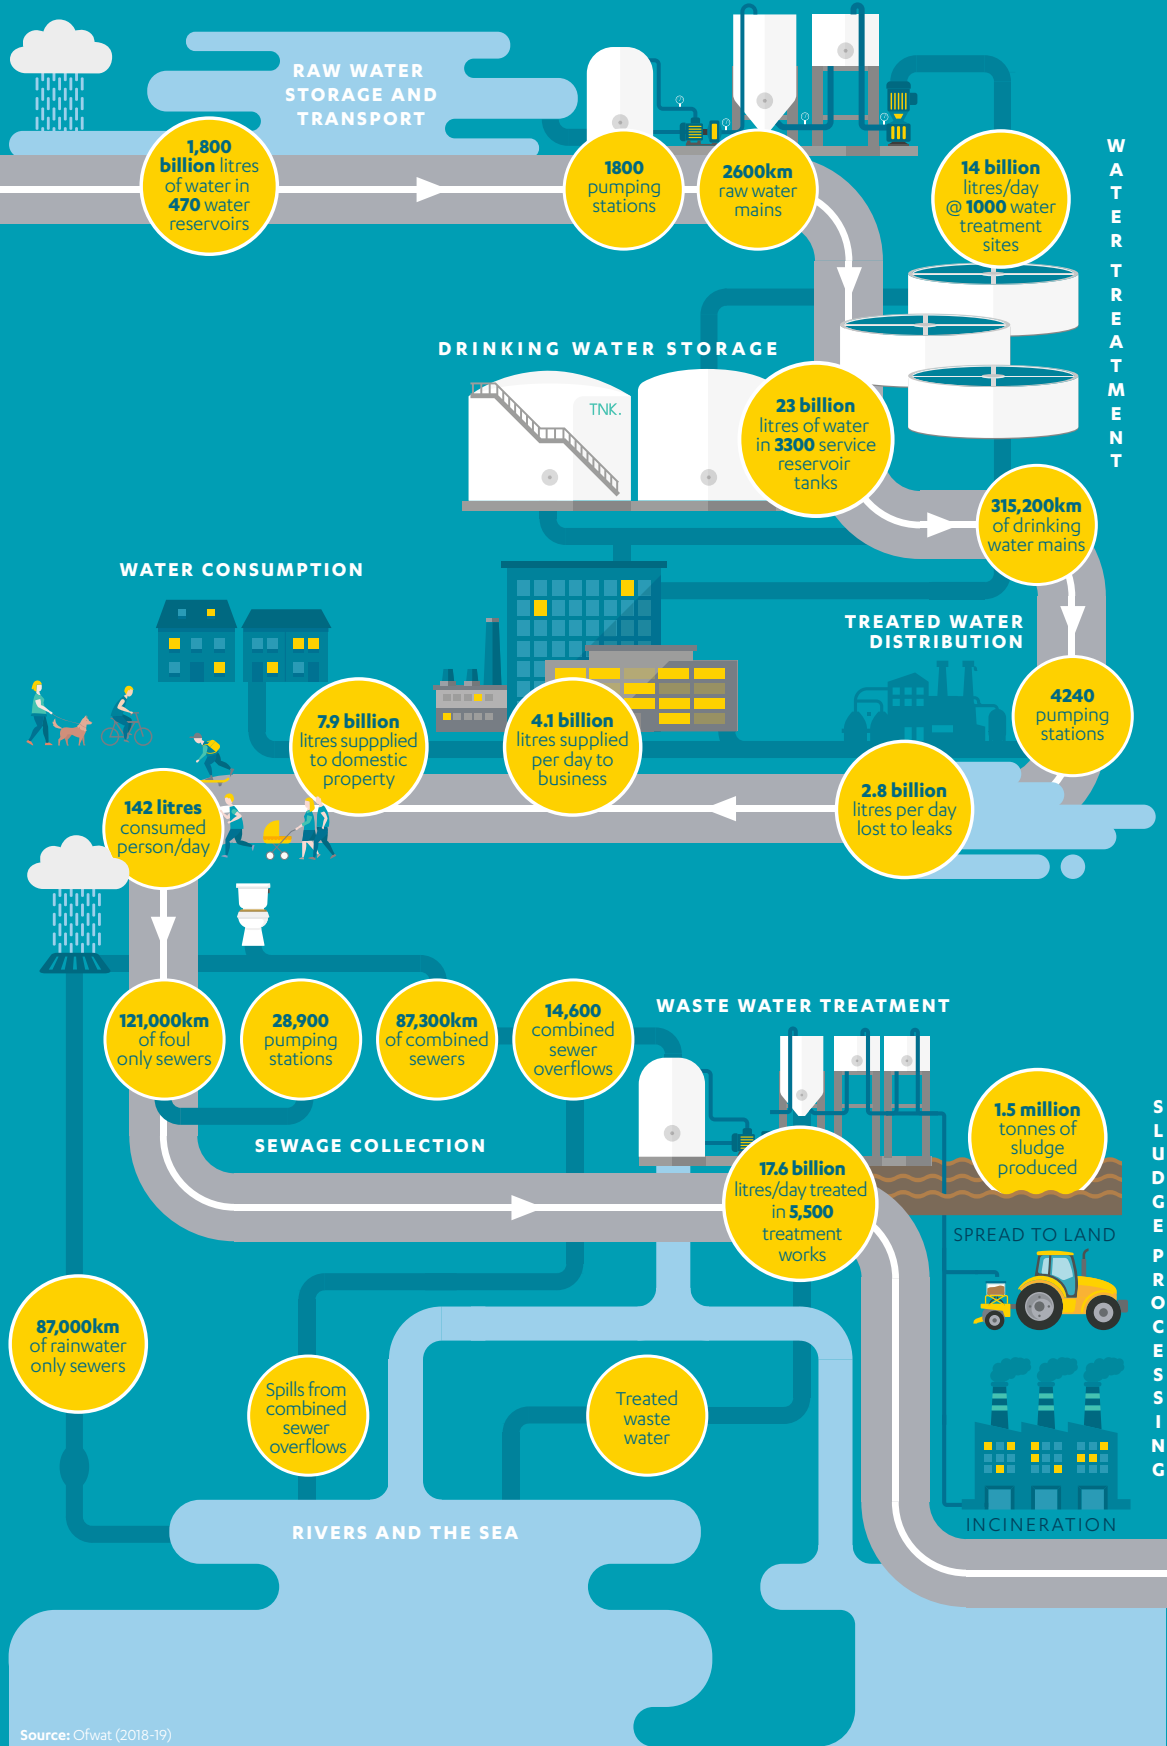 RAW WATER
STORAGE AND
TRANSPORT
1,800
billion litres
of water in
470 water
reservoirs
1800
pumping
stations
2600km
raw water
mains
14 billion
litres/day
@ 1000 water
treatment
sites
WATER TREATMENT
DRINKING WATER STORAGE
TNK.
23 billion
litres of water
in 3300 service
reservoir
tanks
315,200km
of drinking
water mains
WATER CONSUMPTION
TREATED WATER
DISTRIBUTION
4240
pumping
stations
7.9 billion
litres suppplied
to domestic
property
4.1 billion
litres supplied
per day to
business
2.8 billion
litres per day
lost to leaks
142 litres
consumed
person/day
121,000km
of foul
only sewers
28,900
pumping
stations
87,300km
of combined
sewers
14,600
combined
sewer
overflows
WASTE WATER TREATMENT
SEWAGE COLLECTION
1.5 million
tonnes of
sludge
produced
17.6 billion
litres/day treated
in 5,500
treatment
works
SLUDGE PROCESSING
SPREAD TO LAND
87,000km
of rainwater
only sewers
Spills from
combined
sewer
overflows
Treated
waste
water
INCINERATION
RIVERS AND THE SEA
Source: Ofwat (2018-19)